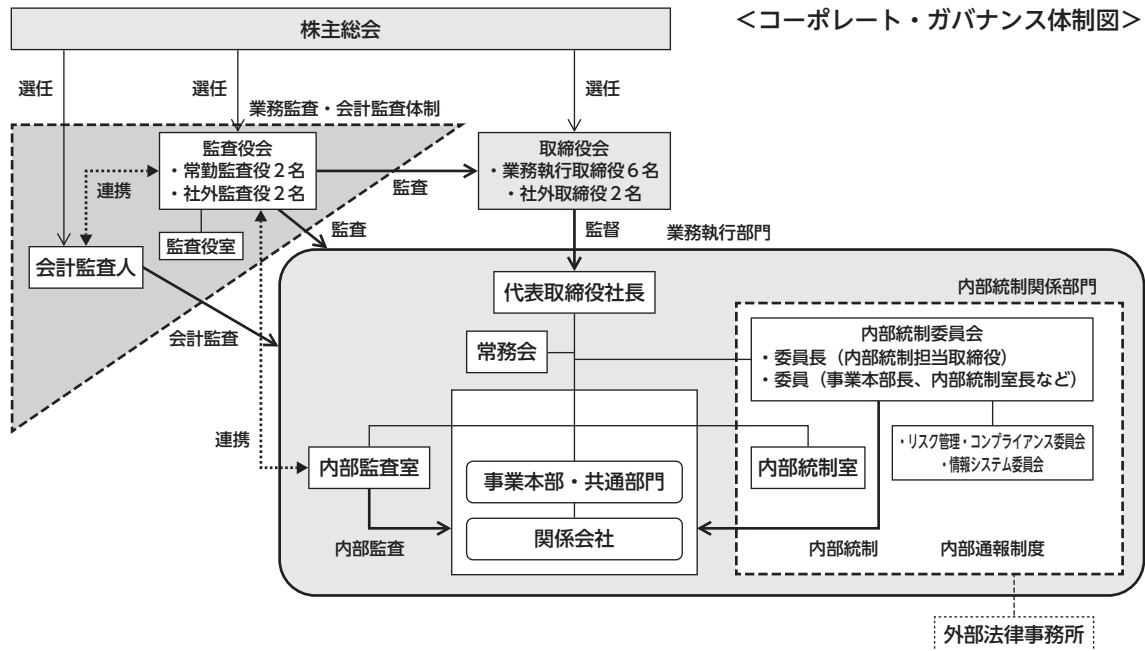 <コーポレート・ガバナンス体制図>
株主総会
選任
選任
選任
業務監査・会計監査体制
監査役会
・常勤監査役2名
・社外監査役2名
取締役会
・業務執行取締役6名
・社外取締役2名
連携
監査
監査役室
監査
監督
業務執行部門
会計監査人
代表取締役社長
内部統制関係部門
会計監査
常務会
内部統制委員会
・委員長(内部統制担当取締役)
・委員(事業本部長、内部統制室長など)
連携
・リスク管理・コンプライアンス委員会
・情報システム委員会
内部監査室
事業本部・共通部門
内部統制室
関係会社
内部監査
内部統制
内部通報制度
外部法律事務所